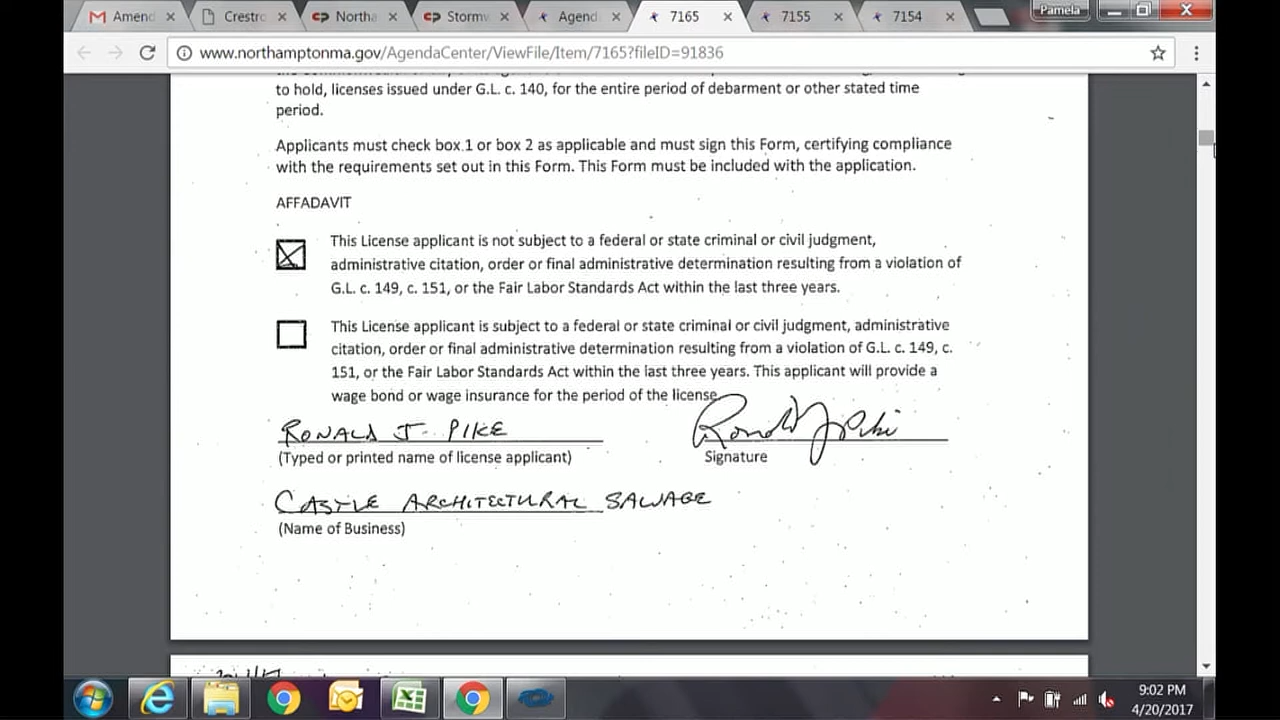 Amend
Crestro
North
Stormw
Agend
7165
7155
7154
Pamela
www.northamptonma.gov/AgendaCenter/ViewFile/Item/7165?fileID=91836
to hold, licenses issued under G.L. c. 140, for the entire period of debarment or other stated time
period.
Applicants must check box 1 or box 2 as applicable and must sign this Form, certifying compliance
with the requirements set out in this Form. This Form must be included with the application.
AFFADAVIT
This License applicant is not subject to a federal or state criminal or civil judgment,
administrative citation, order or final administrative determination resulting from a violation of
G.L. c. 149, c. 151, or the Fair Labor Standards Act within the last three years.
This License applicant is subject to a federal or state criminal or civil judgment, administrative
citation, order or final administrative determination resulting from a violation of G.L. c. 149, c.
151, or the Fair Labor Standards Act within the last three years. This applicant will provide a
wage bond or wage insurance for the period of the license.
RONALD J. PIKE
Ronald J Pike
(Typed or printed name of license applicant)
Signature
CASTLE ARCHITECTURAL SALVAGE
(Name of Business)
9:02 PM
4/20/2017